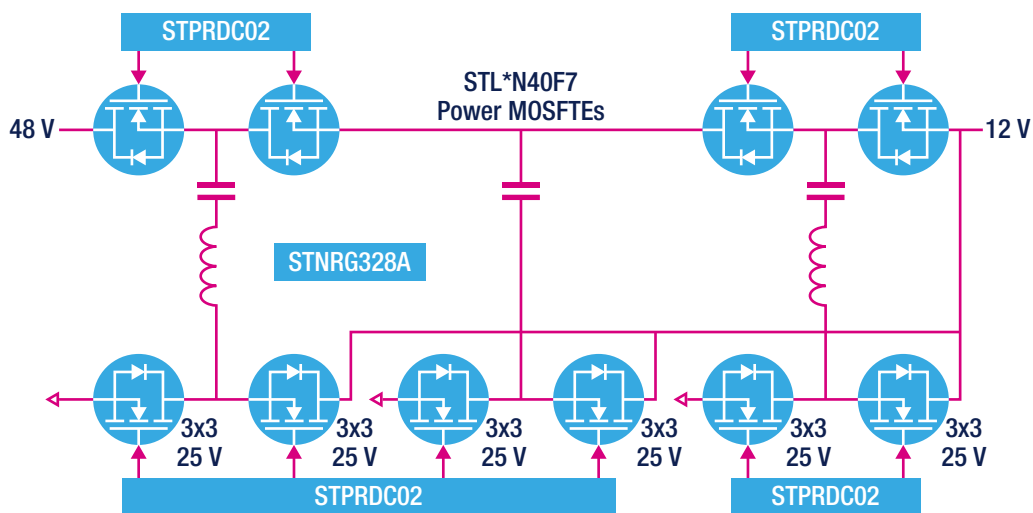 STPRDC02
STPRDC02
STL*N40F7
Power MOSFTEs
48 V
12 V
STNRG328A
3x3
25 V
3x3
25 V
3x3
25 V
3x3
25 V
3x3
25 V
3x3
25 V
STPRDC02
STPRDC02